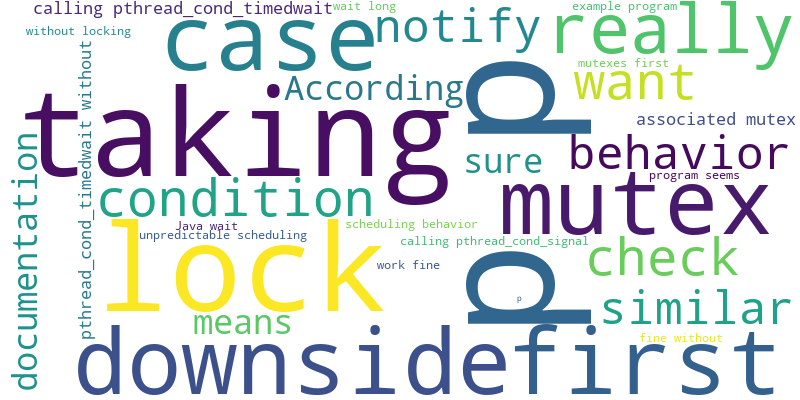 calling pthread_cond_timedwait
wait long
example program
without locking
case
notify
really
mutexes first
According
want
taking
p
associated mutex
documentation
pthread_cond_timedwait without
sure
behavior
program seems
condition
mutex
Java wait
unpredictable scheduling
scheduling behavior
calling pthread_cond_signal
lock
work fine
check
p
p
similar
means
fine without
downside
first